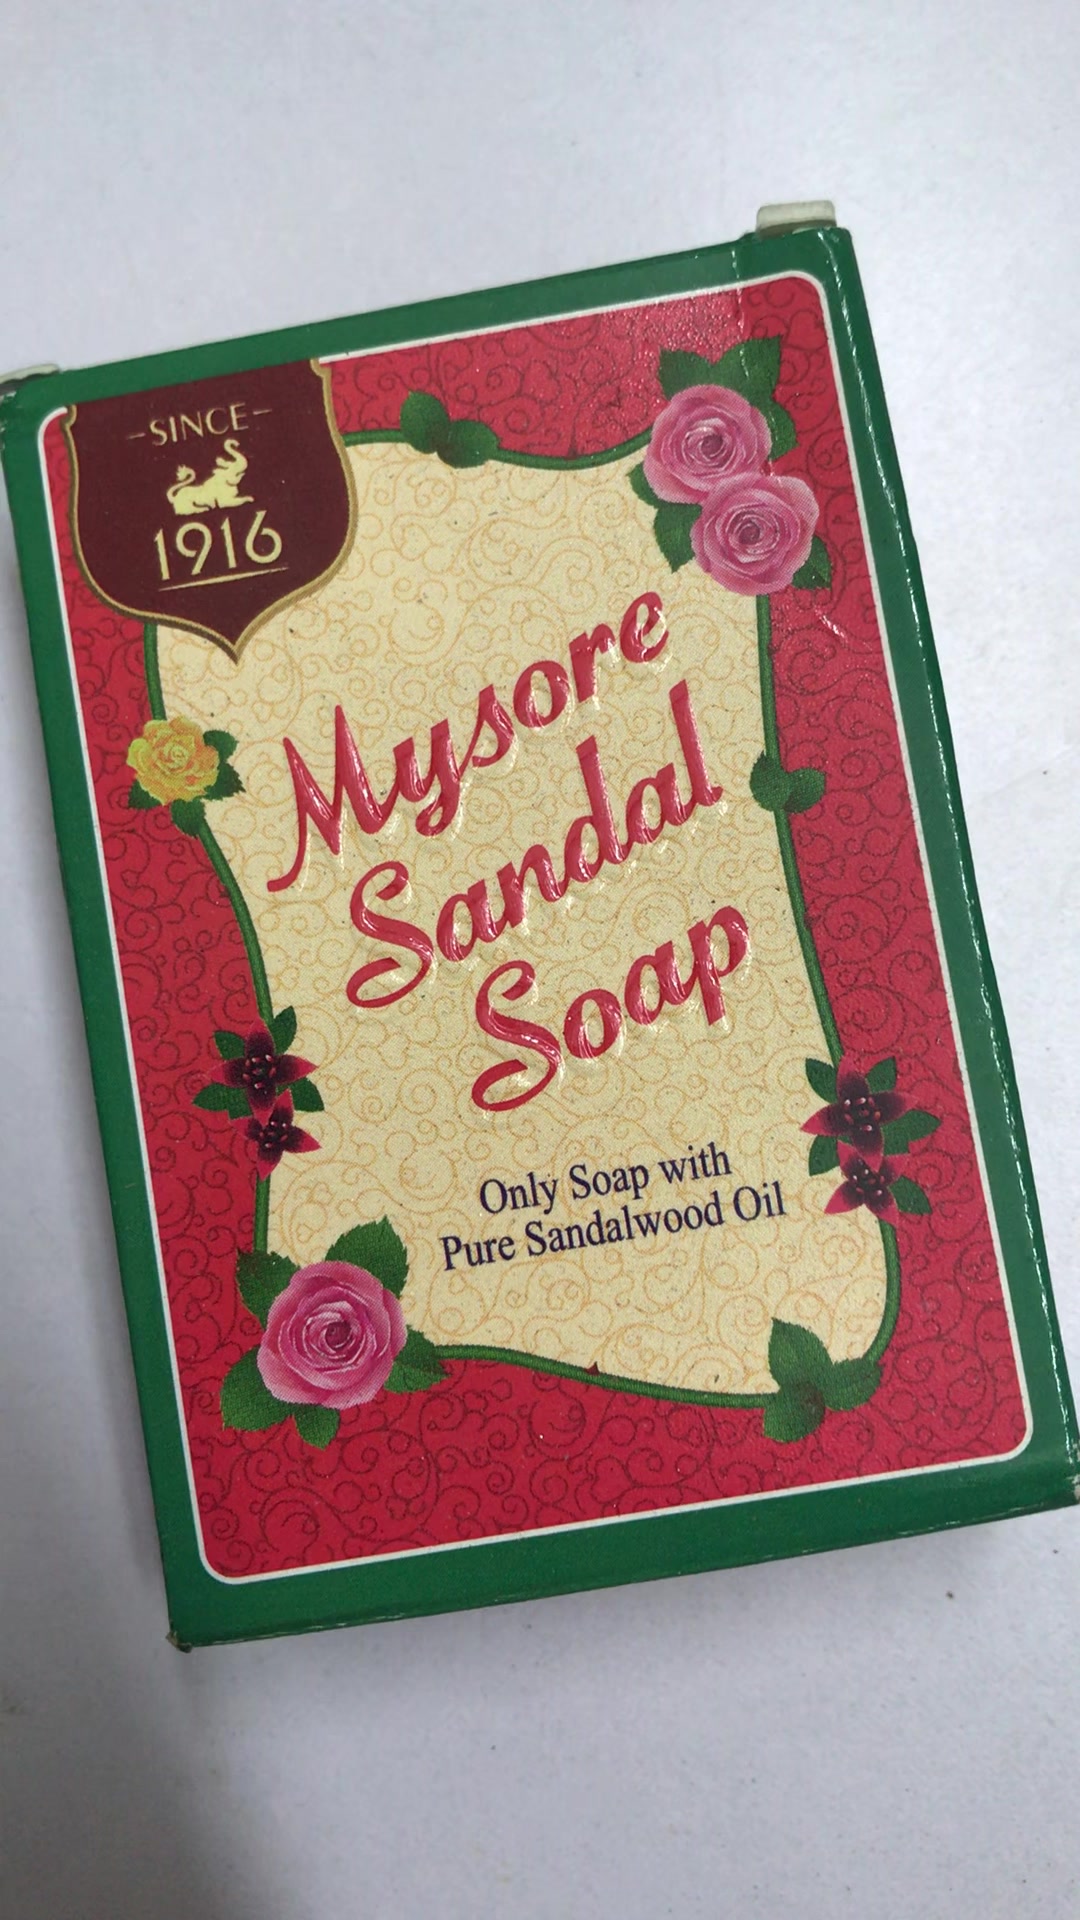 -SINCE-
1916
Mysore
Sandal
Soap
Only Soap with
Pure Sandalwood Oil